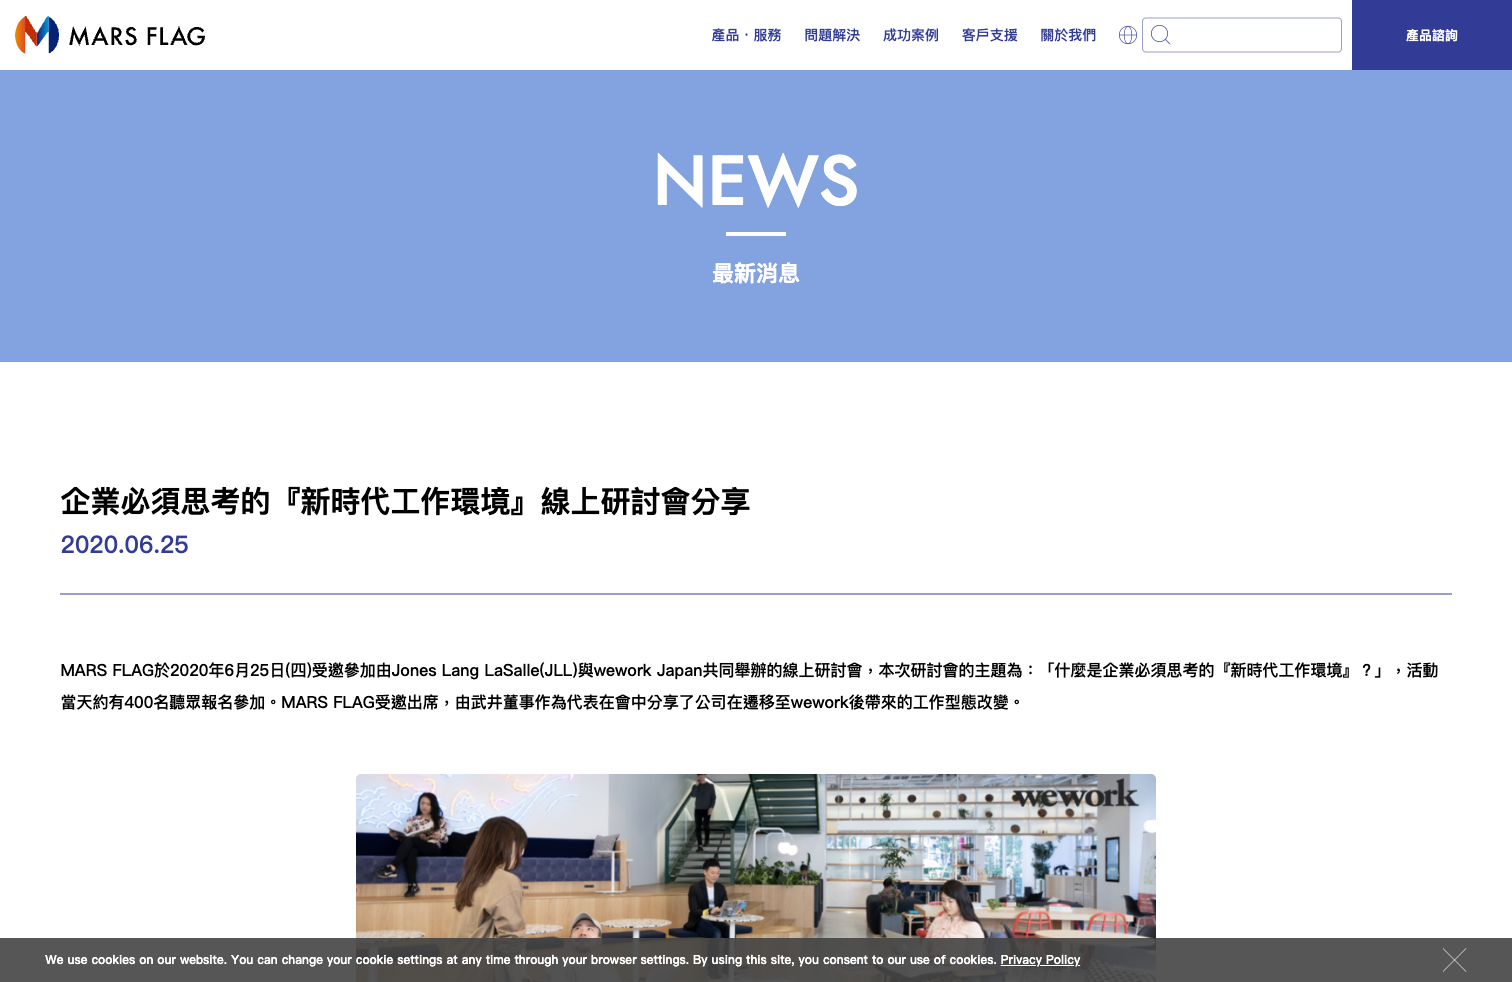 MARS FLAG
產品・服務 問題解決 成功案例 客戶支援 關於我們
產品諮詢
NEWS
最新消息
企業必須思考的『新時代工作環境』線上研討會分享
2020.06.25
MARS FLAG於2020年6月25日(四)受邀參加由Jones Lang LaSalle(JLL)與wework Japan共同舉辦的線上研討會，本次研討會的主題為：「什麼是企業必須思考的『新時代工作環境』？」，活動
當天約有400名聽眾報名參加。MARS FLAG受邀出席，由武井董事作為代表在會中分享了公司在遷移至wework後帶來的工作型態改變。
wework
We use cookies on our website. You can change your cookie settings at any time through your browser settings. By using this site, you consent to our use of cookies. Privacy Policy